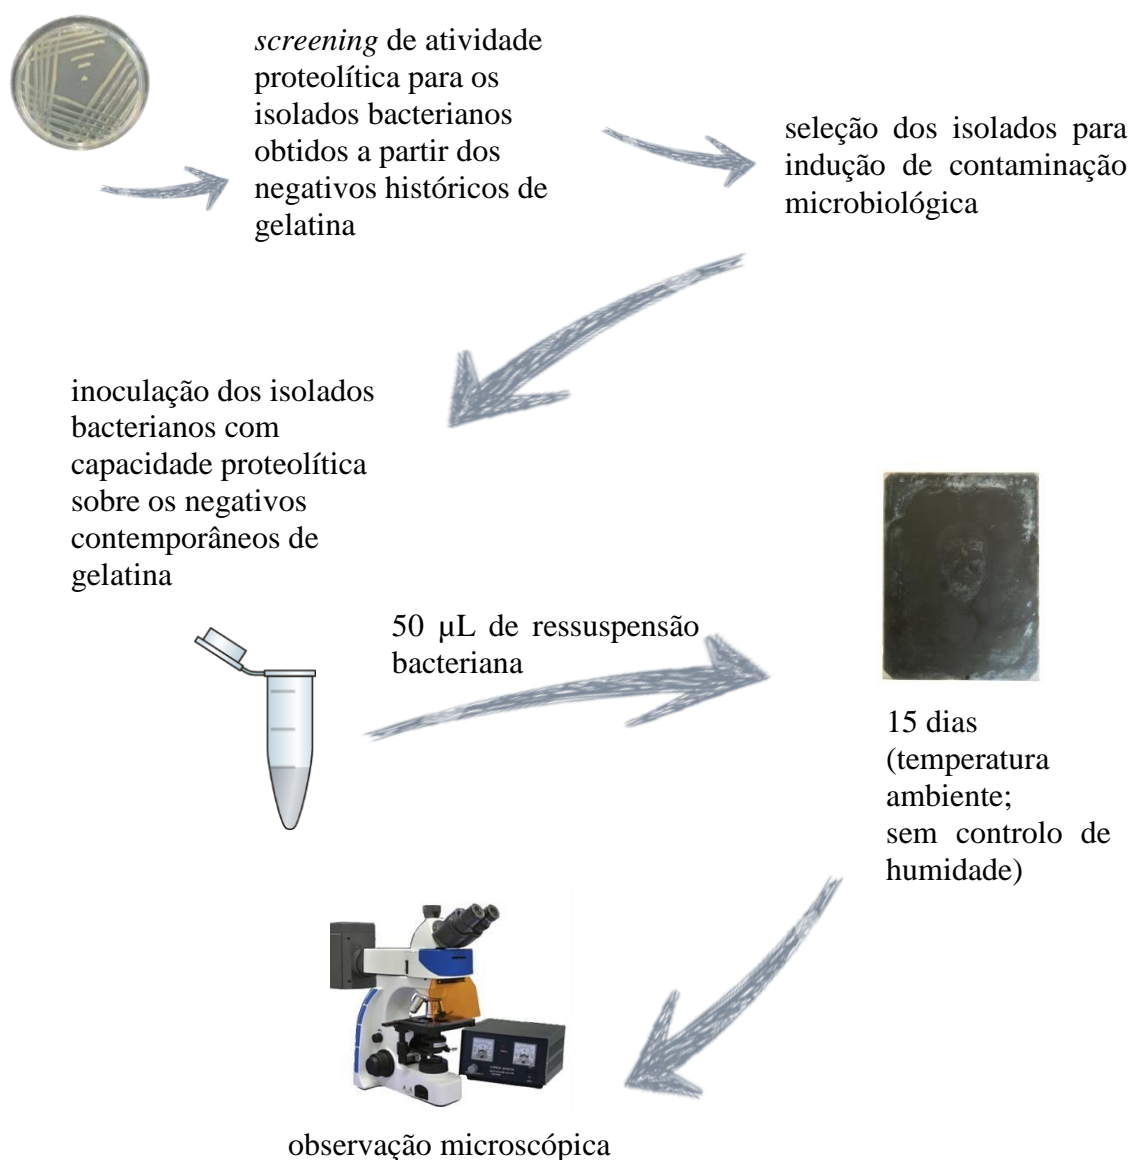 screening de atividade
proteolítica para os
isolados bacterianos
obtidos a partir dos
negativos históricos de
gelatina
seleção dos isolados para
indução de contaminação
microbiológica
inoculação dos isolados
bacterianos com
capacidade proteolítica
sobre os negativos
contemporâneos de
gelatina
50 µL de ressuspensão
bacteriana
15 dias
(temperatura
ambiente;
sem controlo de
humidade)
observação microscópica